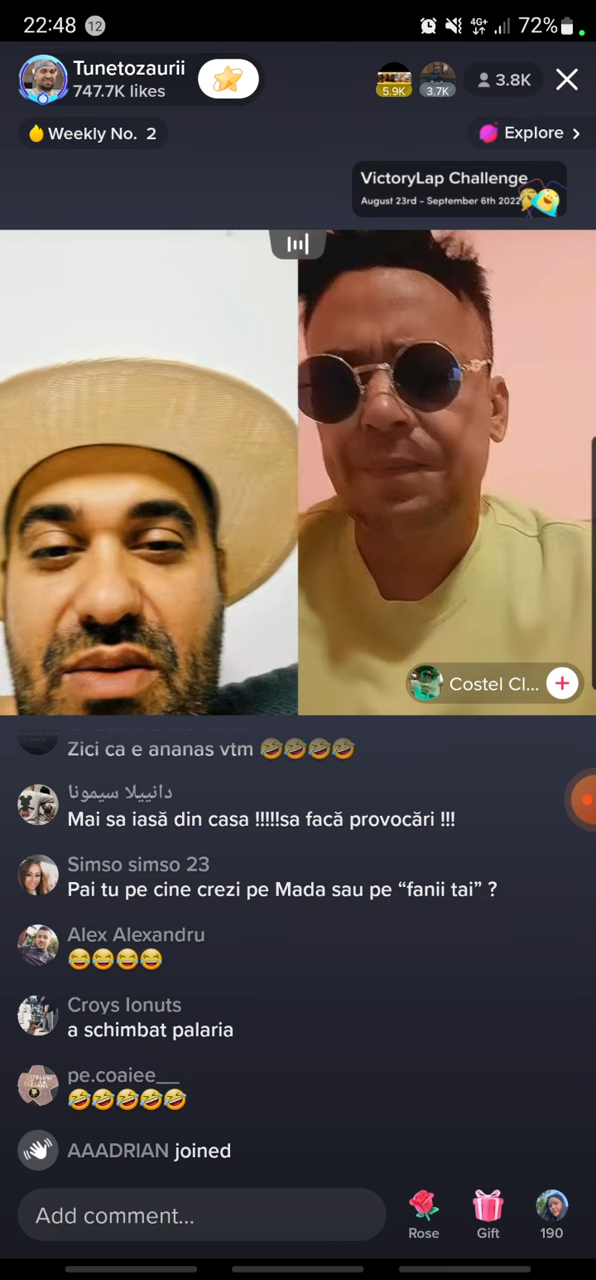 22:48 12 4G+ 72%
Tunetozaurii
747.7K likes
5.9K 3.7K 3.8K
Weekly No. 2
Explore
VictoryLap Challenge
August 23rd - September 6th 2022
Costel Cl...
Zici ca e ananas vtm 🤣🤣🤣🤣
دانييلا سيمونا
Mai sa iasă din casa !!!!!sa facă provocări !!!
Simso simso 23
Pai tu pe cine crezi pe Mada sau pe “fanii tai” ?
Alex Alexandru
😂😂😂😂
Croys Ionuts
a schimbat palaria
pe.coaiee__
🤣🤣🤣🤣🤣
AAADRIAN joined
Add comment...
Rose
Gift
190